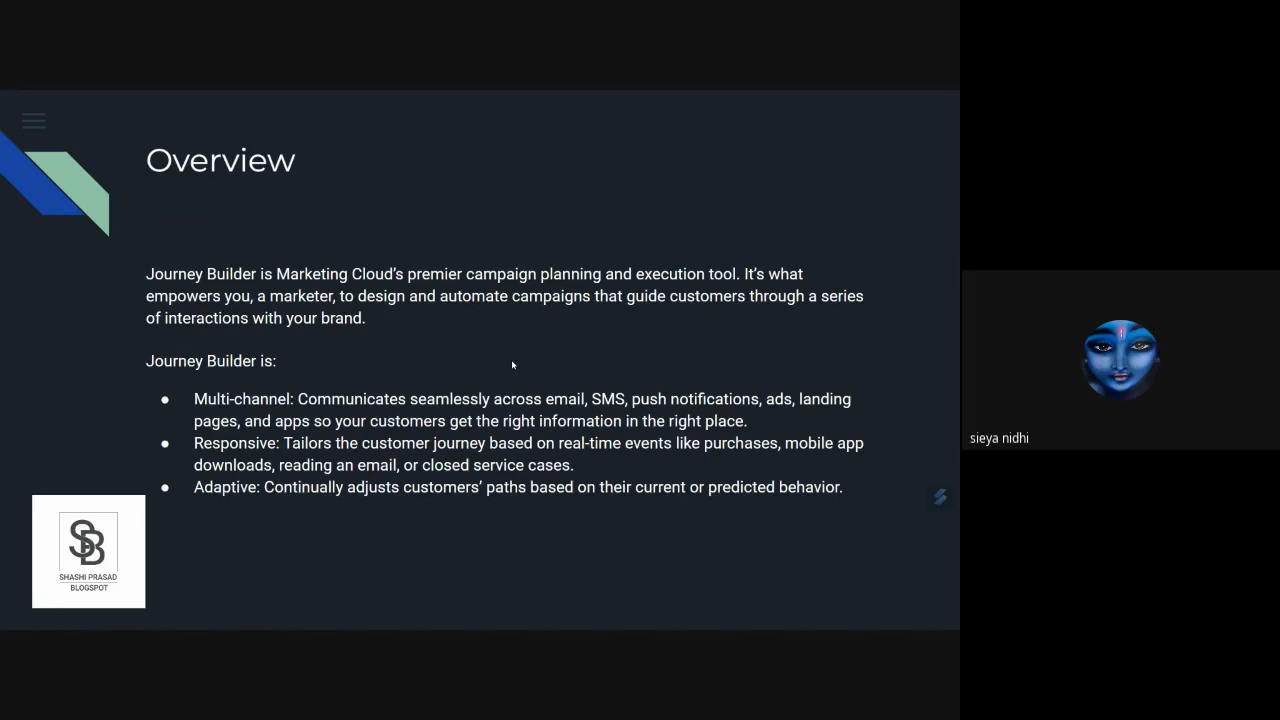 Overview
Journey Builder is Marketing Cloud’s premier campaign planning and execution tool. It’s what
empowers you, a marketer, to design and automate campaigns that guide customers through a series
of interactions with your brand.
Journey Builder is:
● Multi-channel: Communicates seamlessly across email, SMS, push notifications, ads, landing
pages, and apps so your customers get the right information in the right place.
● Responsive: Tailors the customer journey based on real-time events like purchases, mobile app
downloads, reading an email, or closed service cases.
● Adaptive: Continually adjusts customers’ paths based on their current or predicted behavior.
SB
SHASHI PRASAD
BLOGSPOT
sieya nidhi